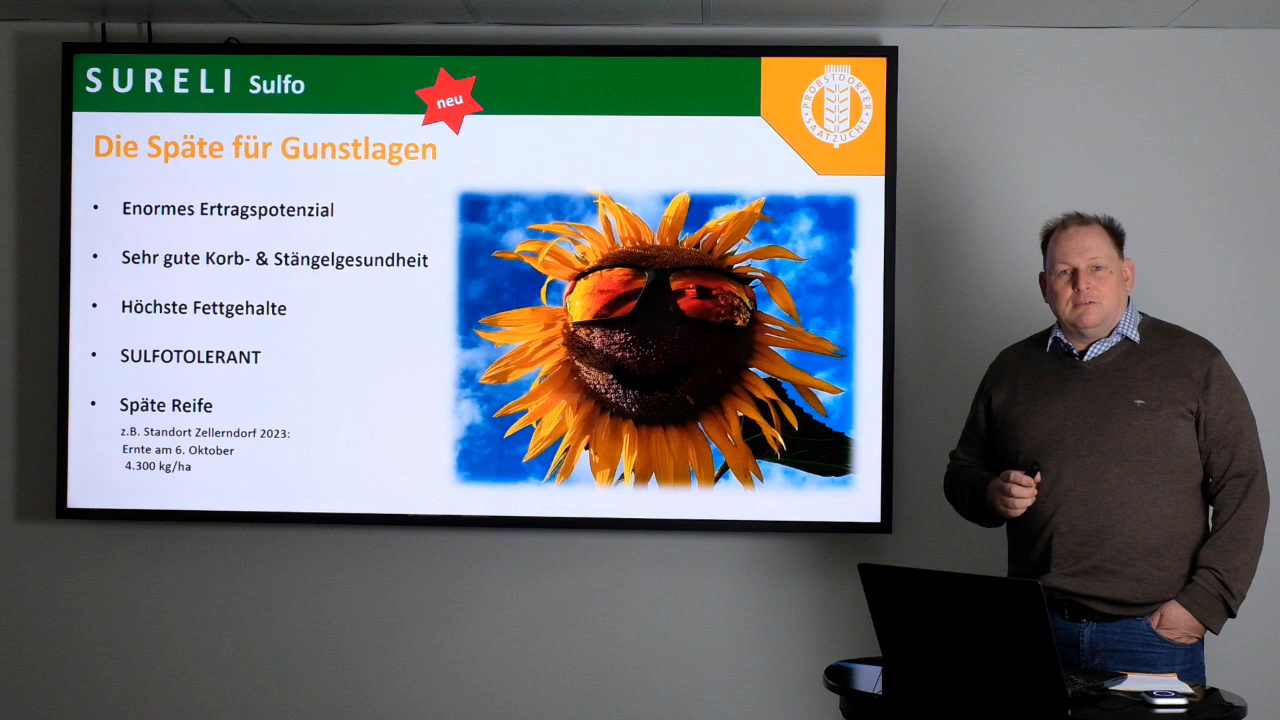 SURELI Sulfo
neu
PROBSTDORFER
SAATZUCHT
Die Späte für Gunstlagen
• Enormes Ertragspotenzial
• Sehr gute Korb- & Stängelgesundheit
• Höchste Fettgehalte
• SULFOTOLERANT
• Späte Reife
z.B. Standort Zellerndorf 2023:
Ernte am 6. Oktober
4.300 kg/ha